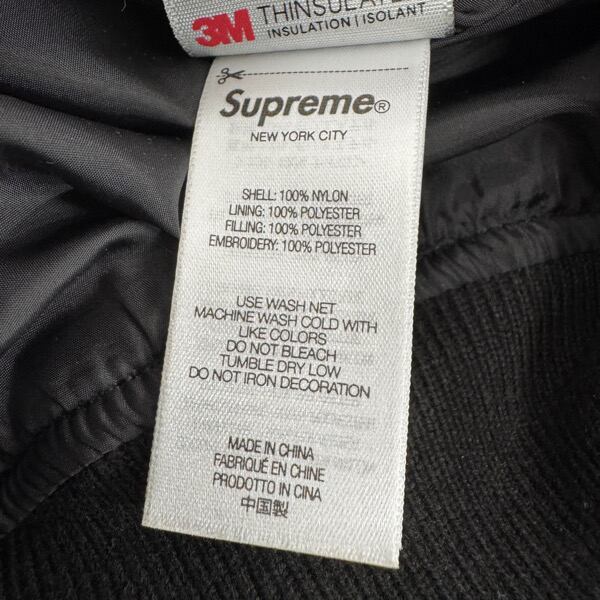 3M THINSULATE
INSULATION | ISOLANT
Supreme®
NEW YORK CITY
SHELL: 100% NYLON
LINING: 100% POLYESTER
FILLING: 100% POLYESTER
EMBROIDERY: 100% POLYESTER
USE WASH NET
MACHINE WASH COLD WITH
LIKE COLORS
DO NOT BLEACH
TUMBLE DRY LOW
DO NOT IRON DECORATION
MADE IN CHINA
FABRIQUÉ EN CHINE
PRODOTTO IN CINA
中国製